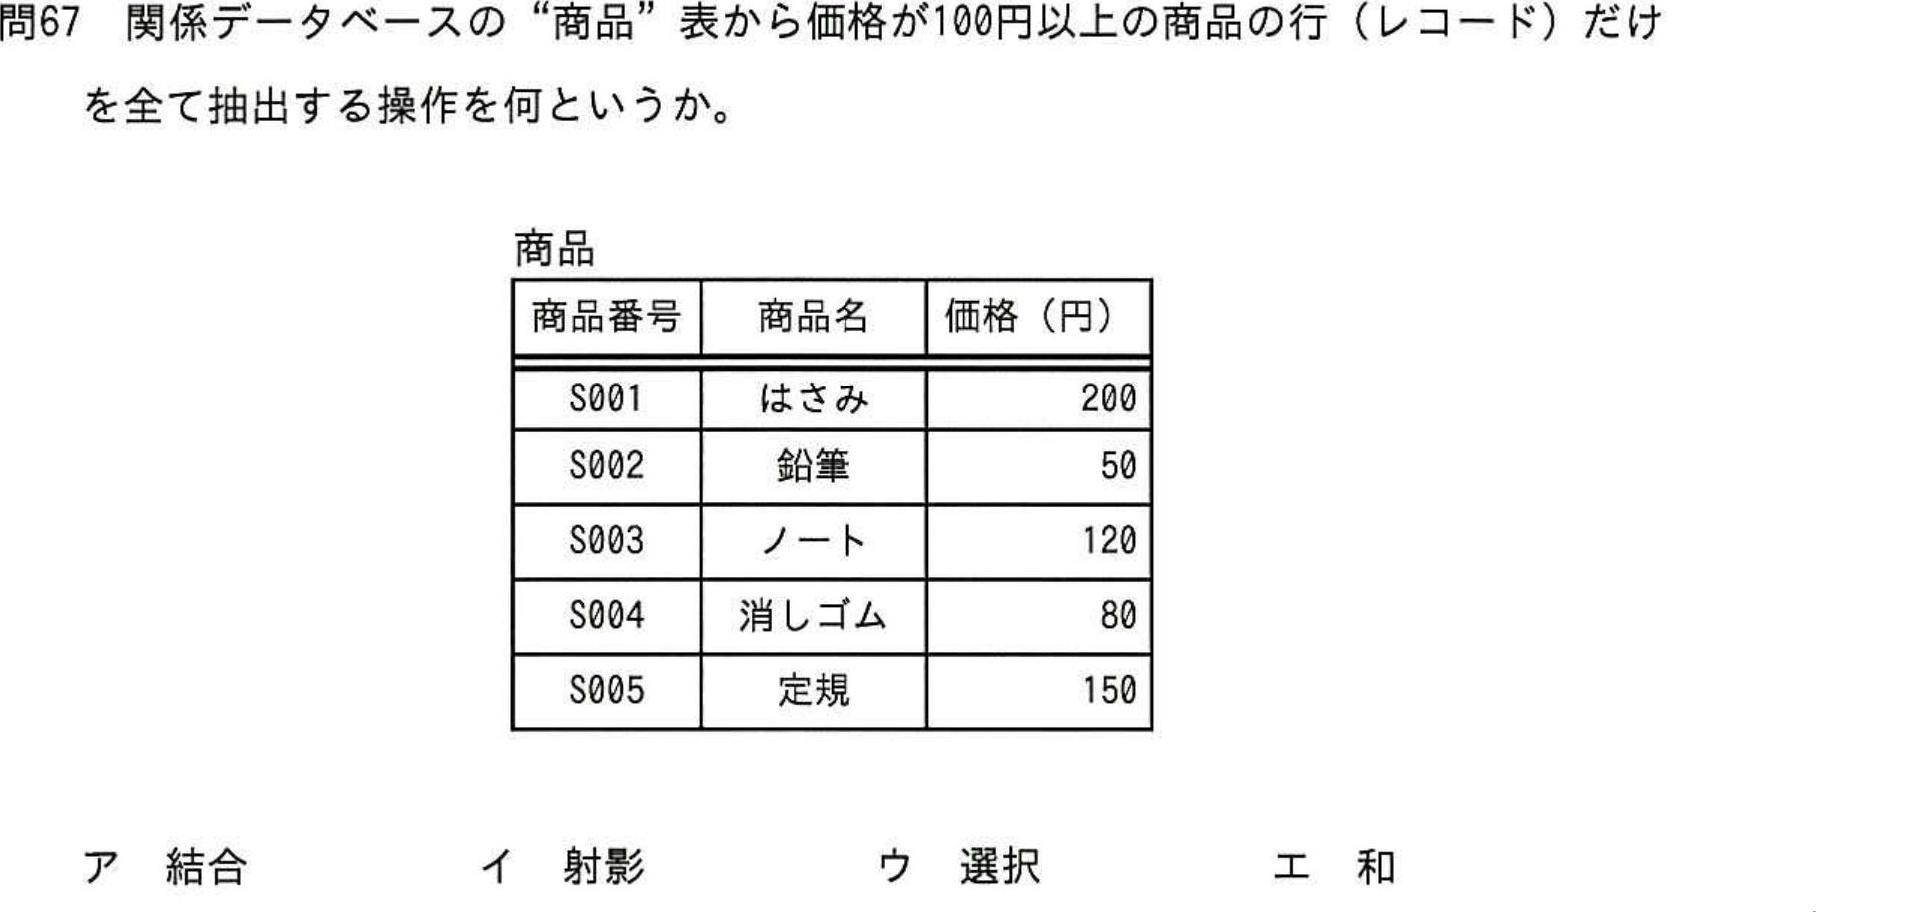 問67　関係データベースの“商品”表から価格が100円以上の商品の行（レコード）だけ
を全て抽出する操作を何というか。
商品
商品番号　商品名　価格（円）
S001　はさみ　200
S002　鉛筆　50
S003　ノート　120
S004　消しゴム　80
S005　定規　150
ア　結合　イ　射影　ウ　選択　エ　和